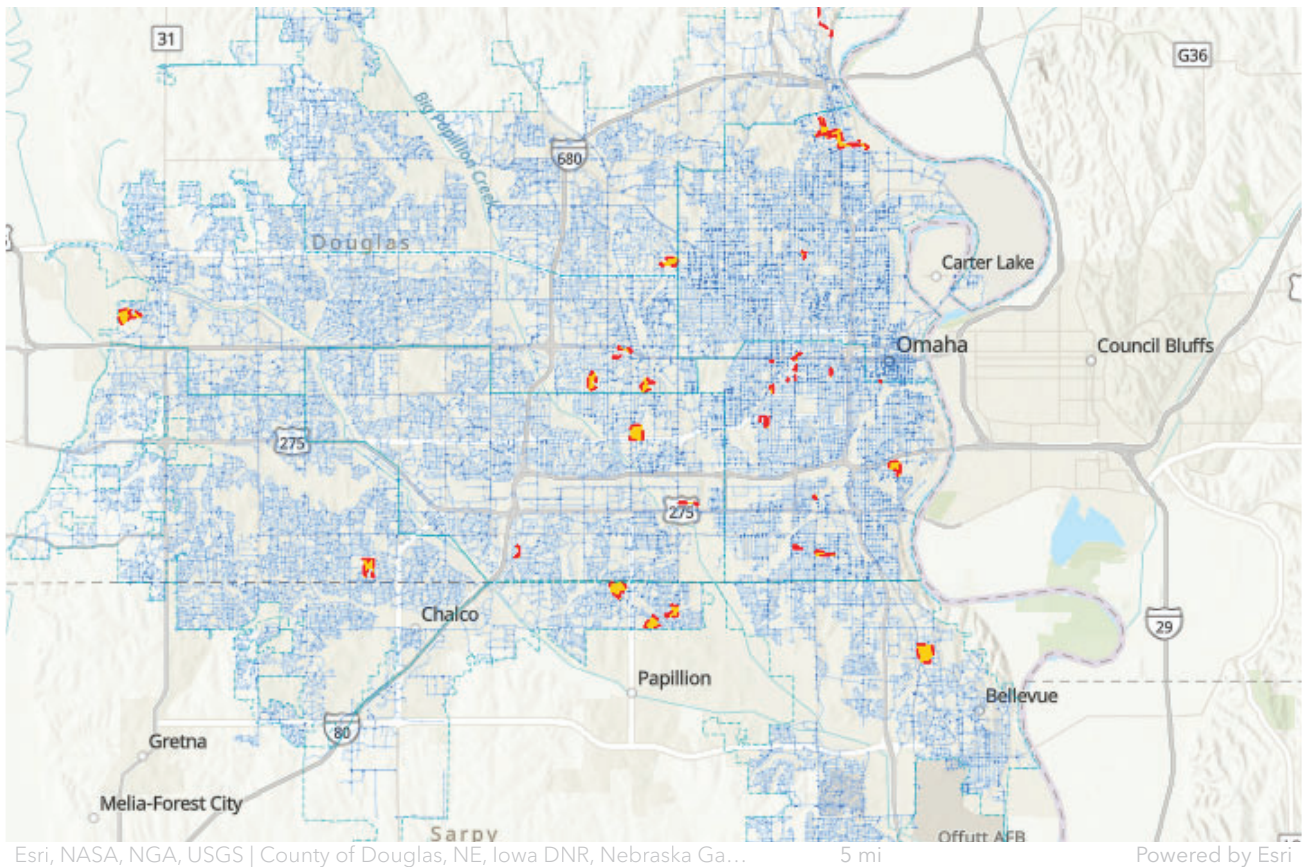 31
G36
Big Papillion Creek
680
Douglas
Carter Lake
Omaha
Council Bluffs
275
275
Chalco
29
Papillion
Bellevue
80
Gretna
Melia-Forest City
Sarpy
Offutt AFB
Esri, NASA, NGA, USGS | County of Douglas, NE, Iowa DNR, Nebraska Ga...
5 mi
Powered by Esri